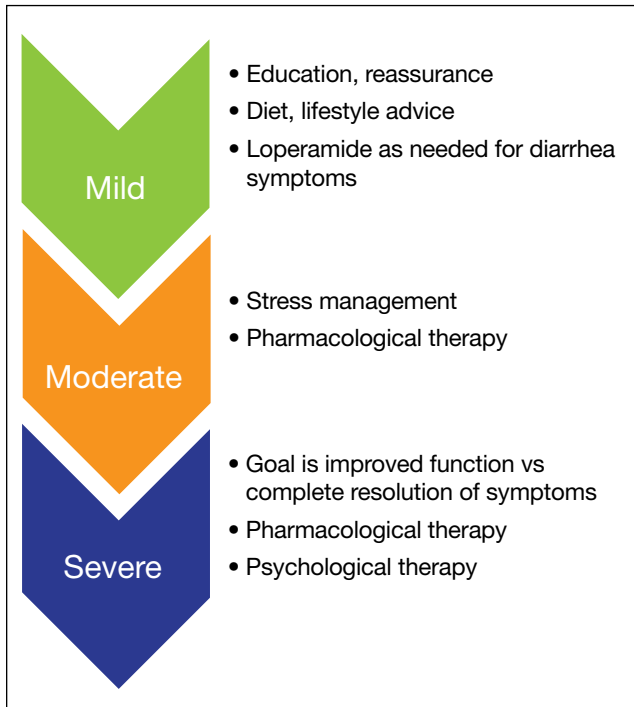 • Education, reassurance
• Diet, lifestyle advice
• Loperamide as needed for diarrhea
symptoms
Mild
• Stress management
• Pharmacological therapy
Moderate
• Goal is improved function vs
complete resolution of symptoms
• Pharmacological therapy
• Psychological therapy
Severe